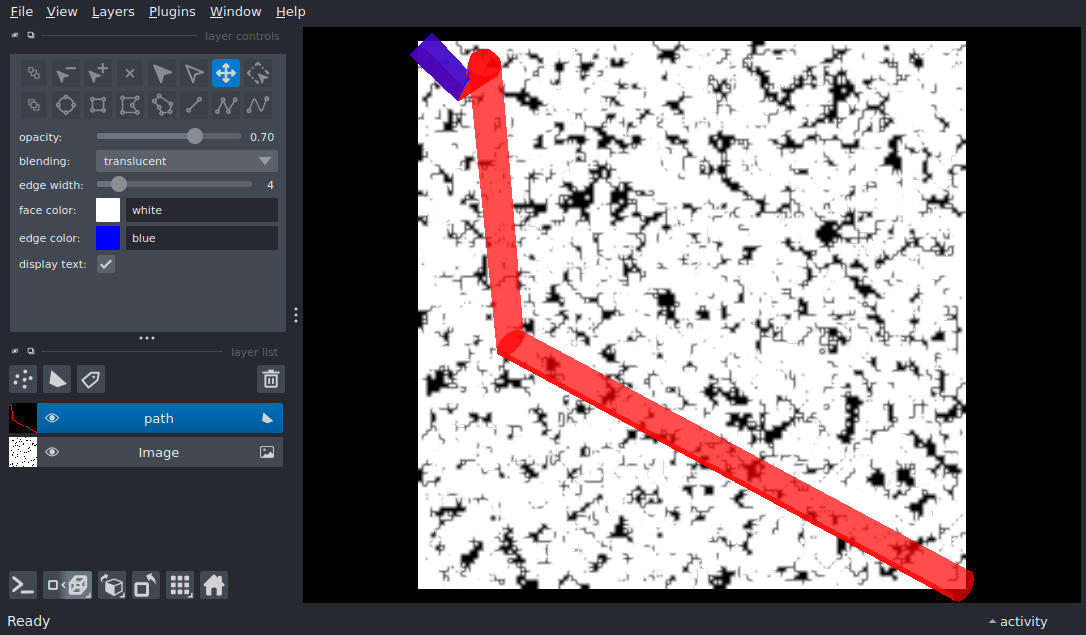 File View Layers Plugins Window Help
layer controls
opacity: 0.70
blending: translucent
edge width: 4
face color: white
edge color: blue
display text:
layer list
path
Image
Ready
activity